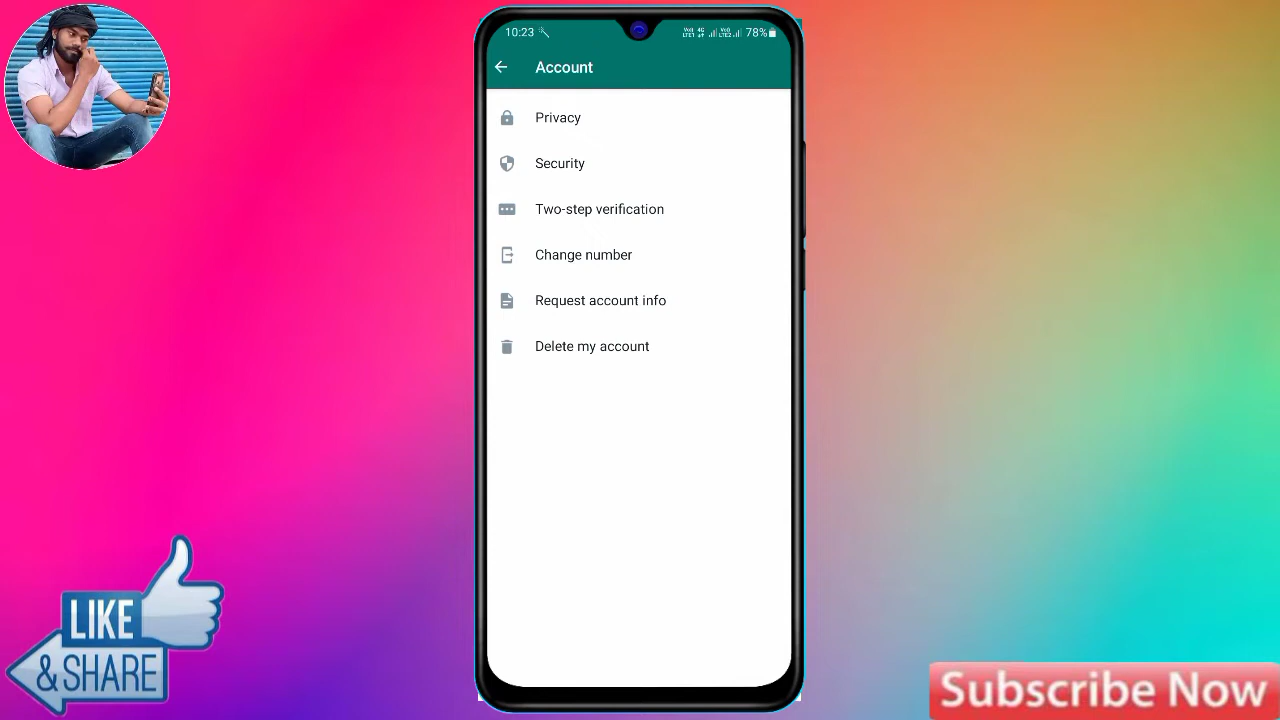 10:23
78%
Account
Privacy
Security
Two-step verification
Change number
Request account info
Delete my account
LIKE
& SHARE
Subscribe Now